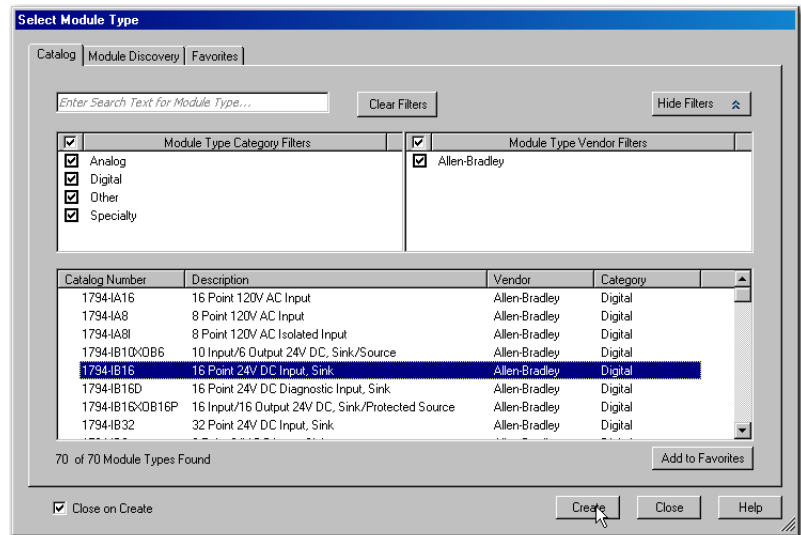 Select Module Type
Catalog Module Discovery Favorites
Enter Search Text for Module Type... Clear Filters Hide Filters
Module Type Category Filters Module Type Vendor Filters
Analog Allen-Bradley
Digital
Other
Specialty
Catalog Number Description Vendor Category
1794-IA16 16 Point 120V AC Input Allen-Bradley Digital
1794-IA8 8 Point 120V AC Input Allen-Bradley Digital
1794-IA8I 8 Point 120V AC Isolated Input Allen-Bradley Digital
1794-IB10XOB6 10 Input/6 Output 24V DC, Sink/Source Allen-Bradley Digital
1794-IB16 16 Point 24V DC Input, Sink Allen-Bradley Digital
1794-IB16D 16 Point 24V DC Diagnostic Input, Sink Allen-Bradley Digital
1794-IB16XOB16P 16 Input/16 Output 24V DC, Sink/Protected Source Allen-Bradley Digital
1794-IB32 32 Point 24V DC Input, Sink Allen-Bradley Digital
70 of 70 Module Types Found Add to Favorites
Close on Create Create Close Help